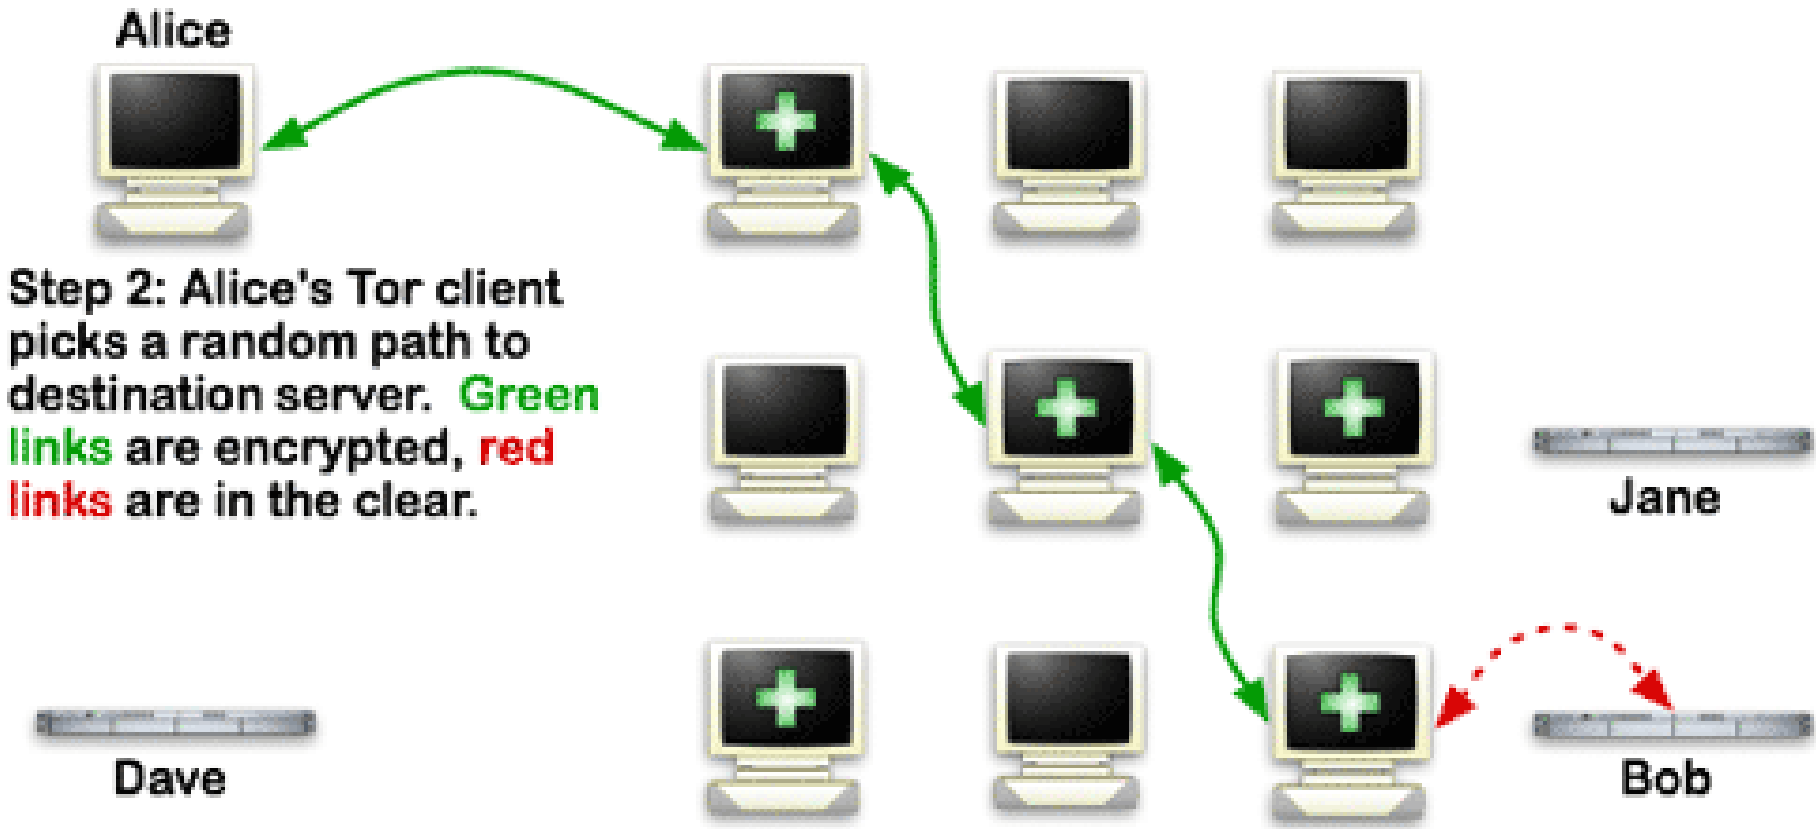 Alice
Step 2: Alice's Tor client
picks a random path to
destination server. Green
links are encrypted, red
links are in the clear.
Jane
Dave
Bob